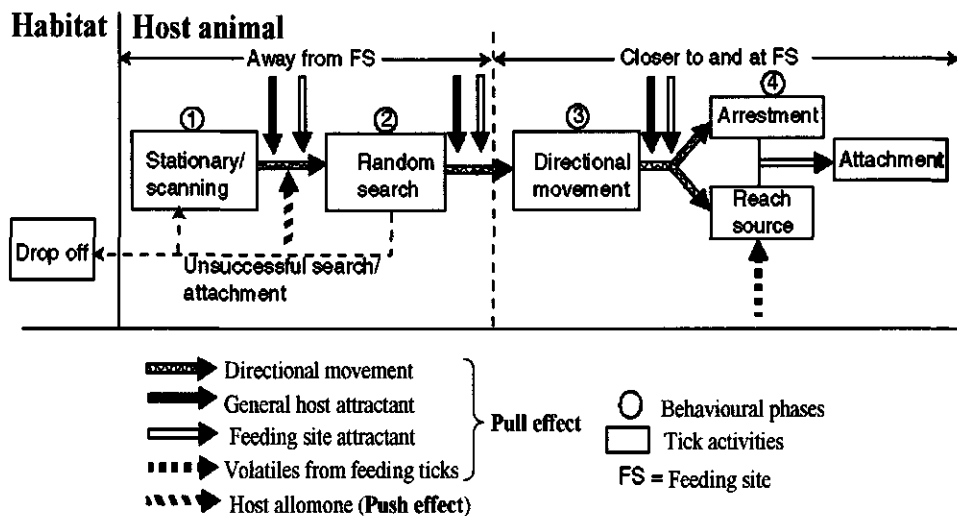 Habitat
Host animal
Away from FS
Closer to and at FS
1
2
3
4
Stationary/
scanning
Random
search
Directional
movement
Arrestment
Attachment
Reach
source
Drop off
Unsuccessful search/
attachment
Directional movement
General host attractant
Feeding site attractant
Volatiles from feeding ticks
Host allomone (Push effect)
Pull effect
Behavioural phases
Tick activities
FS = Feeding site